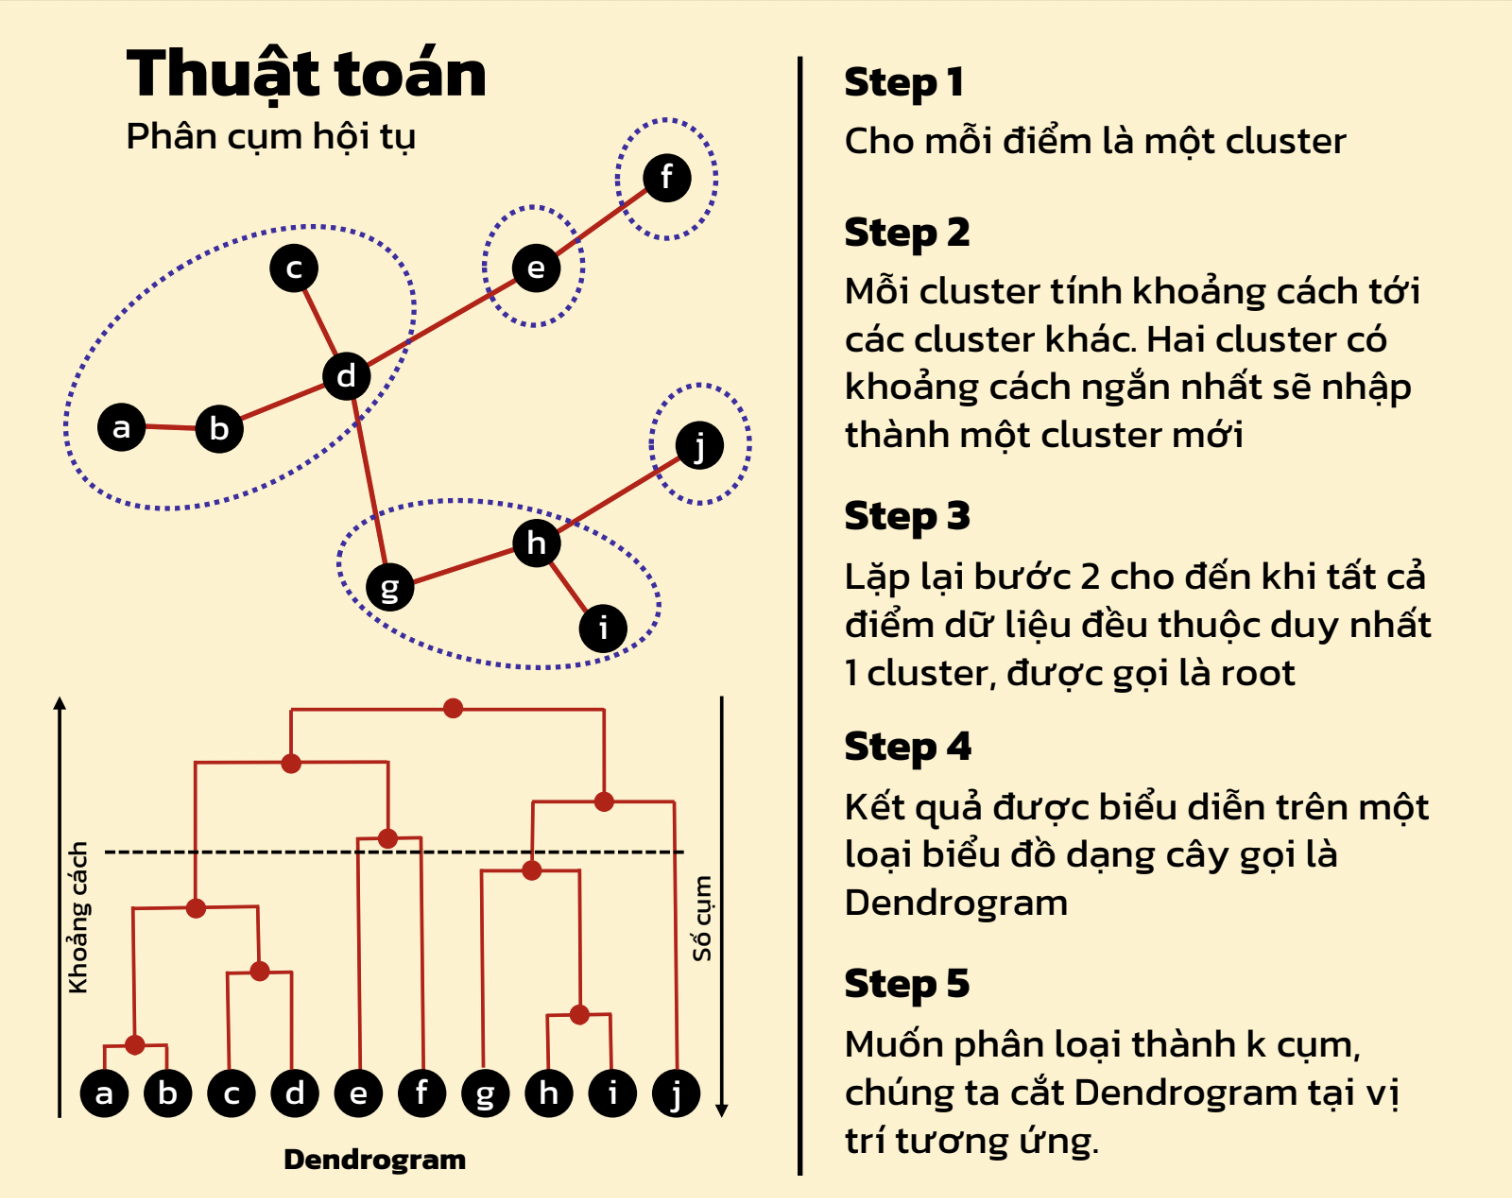 Thuật toán
Phân cụm hội tụ
f
c
e
d
a
b
j
h
g
i
Khoảng cách
Số cụm
a b c d e f g h i j
Dendrogram
Step 1
Cho mỗi điểm là một cluster
Step 2
Mỗi cluster tính khoảng cách tới
các cluster khác. Hai cluster có
khoảng cách ngắn nhất sẽ nhập
thành một cluster mới
Step 3
Lặp lại bước 2 cho đến khi tất cả
điểm dữ liệu đều thuộc duy nhất
1 cluster, được gọi là root
Step 4
Kết quả được biểu diễn trên một
loại biểu đồ dạng cây gọi là
Dendrogram
Step 5
Muốn phân loại thành k cụm,
chúng ta cắt Dendrogram tại vị
trí tương ứng.